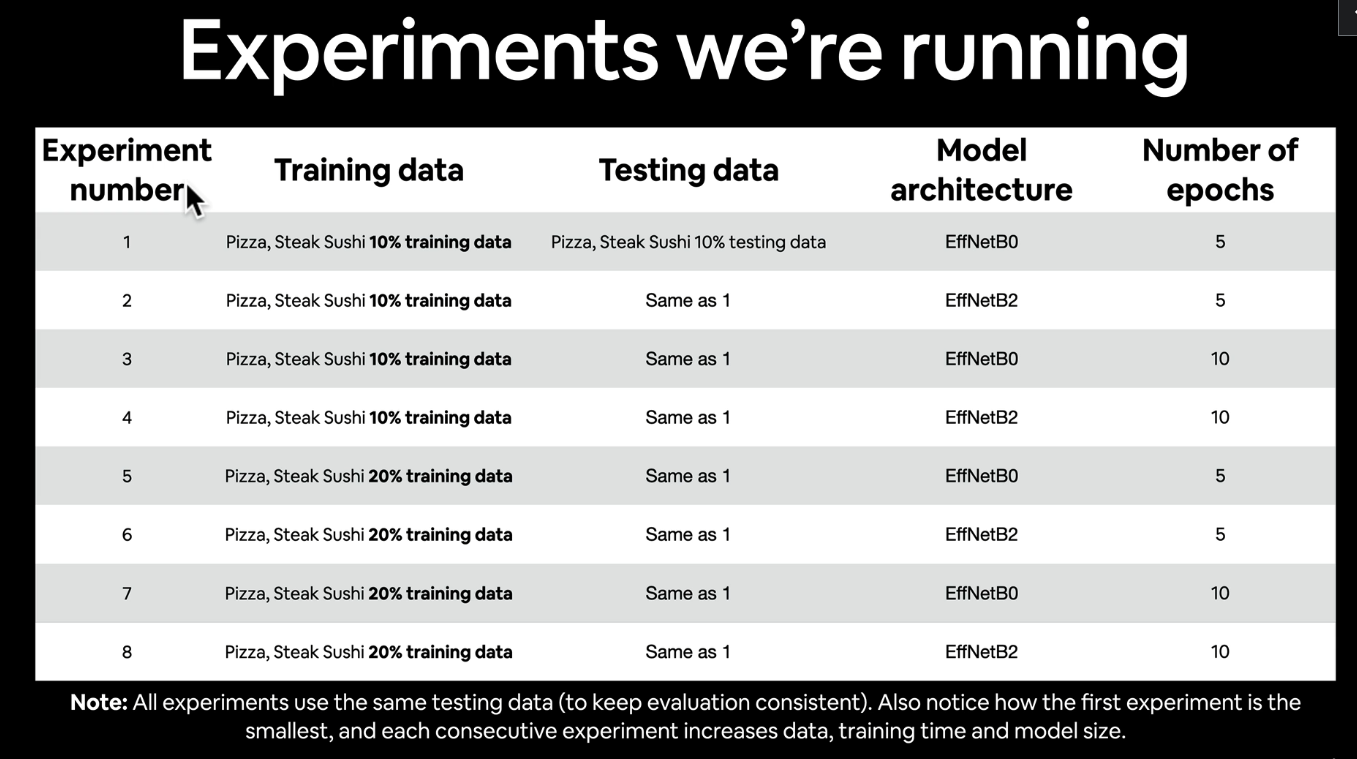 Experiments we’re running
Experiment number Training data Testing data Model architecture Number of epochs
1 Pizza, Steak Sushi 10% training data Pizza, Steak Sushi 10% testing data EffNetB0 5
2 Pizza, Steak Sushi 10% training data Same as 1 EffNetB2 5
3 Pizza, Steak Sushi 10% training data Same as 1 EffNetB0 10
4 Pizza, Steak Sushi 10% training data Same as 1 EffNetB2 10
5 Pizza, Steak Sushi 20% training data Same as 1 EffNetB0 5
6 Pizza, Steak Sushi 20% training data Same as 1 EffNetB2 5
7 Pizza, Steak Sushi 20% training data Same as 1 EffNetB0 10
8 Pizza, Steak Sushi 20% training data Same as 1 EffNetB2 10
Note: All experiments use the same testing data (to keep evaluation consistent). Also notice how the first experiment is the
smallest, and each consecutive experiment increases data, training time and model size.